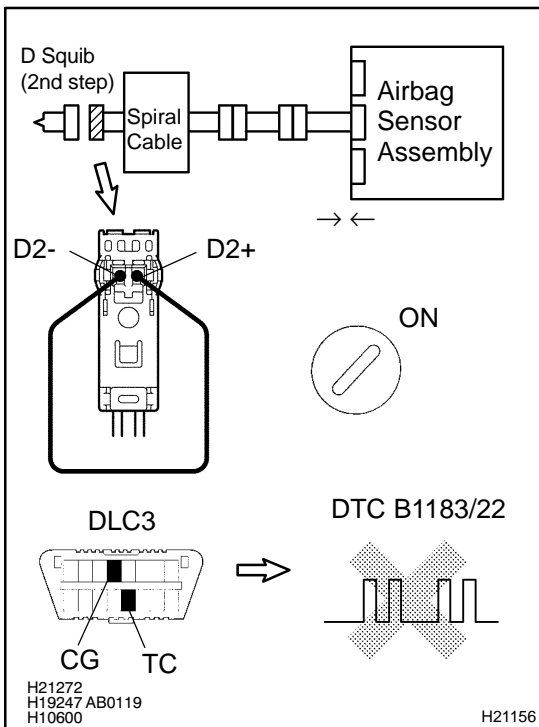 D Squib
(2nd step)
Spiral
Cable
Airbag
Sensor
Assembly
D2-
D2+
ON
DLC3
DTC B1183/22
CG
TC
H21272
H19247 AB0119
H10600
H21156